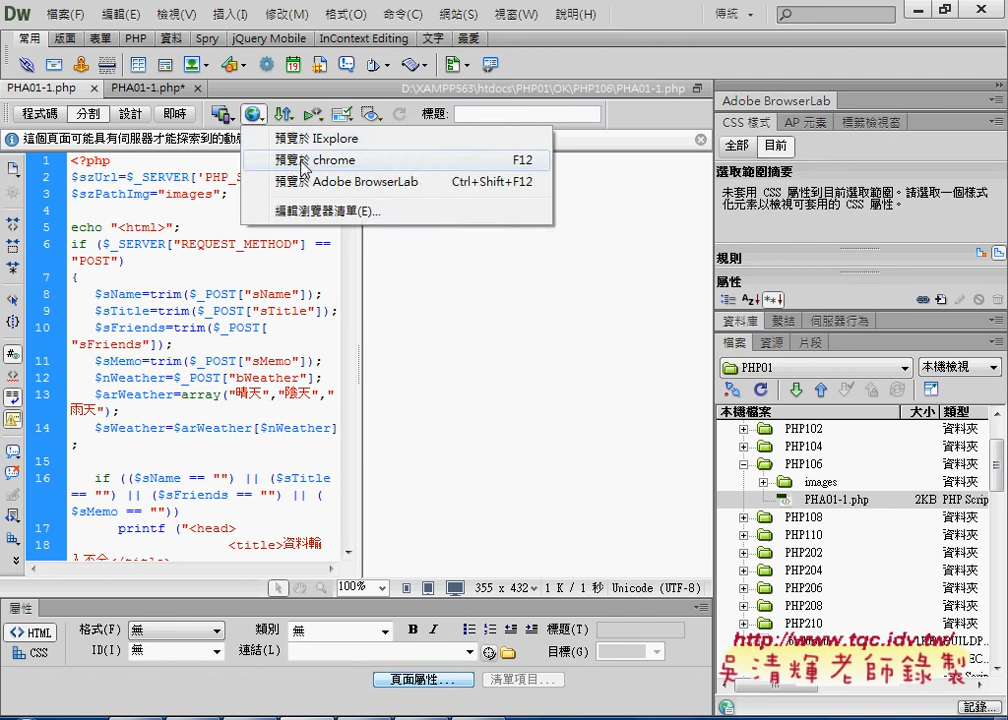 Dw 檔案(F) 編輯(E) 檢視(V) 插入(I) 修改(M) 格式(O) 命令(C) 網站(S) 視窗(W) 說明(H) 傳統
常用 版面 表單 PHP 資料 Spry jQuery Mobile InContext Editing 文字 最愛
PHA01-1.php × PHA01-1.php* × D:\XAMPP563\htdocs\PHP01\OK\PHP106\PHA01-1.php
程式碼 分割 設計 即時 標題:
這個頁面可能具有伺服器才能探索到的動
預覽於 IExplore
預覽於 chrome F12
預覽於 Adobe BrowserLab Ctrl+Shift+F12
編輯瀏覽器清單(E)...
1 <?php
2 $szUrl=$_SERVER['PHP_S
3 $szPathImg="images";
4
5 echo "<html>";
6 if ($_SERVER["REQUEST_METHOD"] ==
"POST")
7 {
8 $sName=trim($_POST["sName"]);
9 $sTitle=trim($_POST["sTitle"]);
10 $sFriends=trim($_POST[
"sFriends"]);
11 $sMemo=trim($_POST["sMemo"]);
12 $nWeather=$_POST["bWeather"];
13 $arWeather=array("晴天","陰天","
雨天");
14 $sWeather=$arWeather[$nWeather]
;
15
16 if (($sName == "") || ($sTitle
== "") || ($sFriends == "") || (
$sMemo == ""))
17 printf ("<head>
18 <title>資料輸
入不全</title>
100% 355 x 432 1 K / 1 秒 Unicode (UTF-8)
屬性
<> HTML 格式(F) 無 類別 無 B I 標題(T)
CSS ID(I) 無 連結(L) 目標(G)
頁面屬性... 清單項目...
Adobe BrowserLab
CSS 樣式 AP 元素 標籤檢視窗
全部 目前
選取範圍摘要
未套用 CSS 屬性到目前選取範圍。請選取一個樣式
化元素以檢視可套用的 CSS 屬性。
規則
屬性
資料庫 繫結 伺服器行為
檔案 資源 片段
PHP01 本機檢視
本機檔案 大小 類型
PHP102 資料夾
PHP104 資料夾
PHP106 資料夾
images 資料夾
PHA01-1.php 2KB PHP Scrip
PHP108 資料夾
PHP110 資料夾
PHP202 資料夾
PHP204 資料夾
PHP206 資料夾
PHP208 資料夾
PHP210 資料夾
http://www.tqc.idv.tw/
吳清輝老師錄製
記錄...